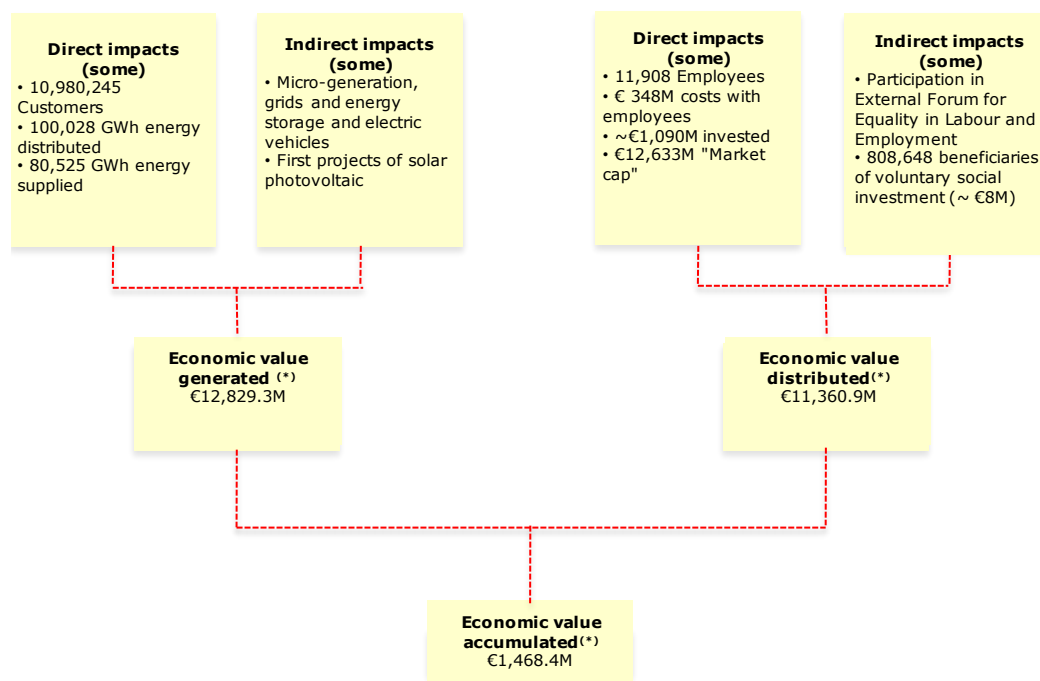 Direct impacts
(some)
• 10,980,245
Customers
• 100,028 GWh energy
distributed
• 80,525 GWh energy
supplied
Indirect impacts
(some)
• Micro-generation,
grids and energy
storage and electric
vehicles
• First projects of solar
photovoltaic
Direct impacts
(some)
• 11,908 Employees
• € 348M costs with
employees
• ~€1,090M invested
• €12,633M "Market
cap"
Indirect impacts
(some)
• Participation in
External Forum for
Equality in Labour and
Employment
• 808,648 beneficiaries
of voluntary social
investment (~ €8M)
Economic value
generated (*)
€12,829.3M
Economic value
distributed(*)
€11,360.9M
Economic value
accumulated(*)
€1,468.4M